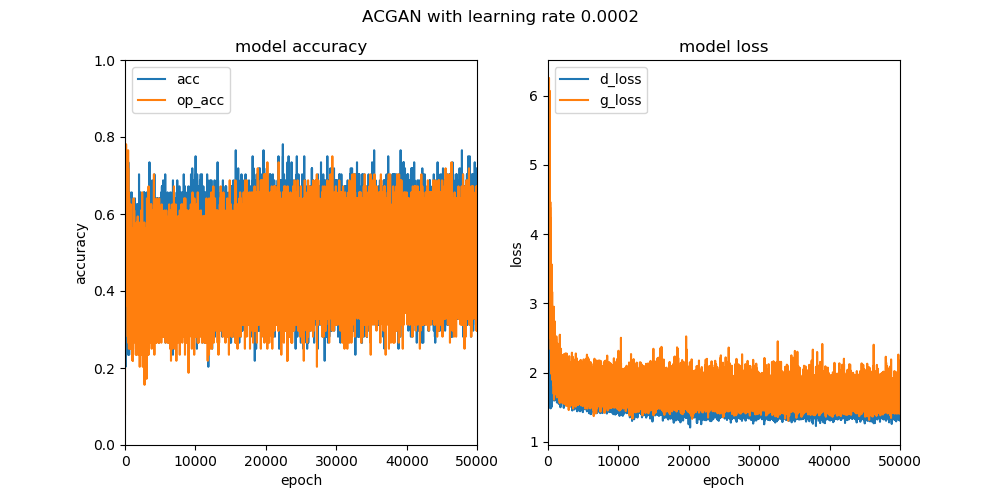 ACGAN with learning rate 0.0002
model accuracy
acc
op_acc
1.0
0.8
0.6
0.4
0.2
0.0
accuracy
0 10000 20000 30000 40000 50000
epoch
model loss
d_loss
g_loss
6
5
4
3
2
1
loss
0 10000 20000 30000 40000 50000
epoch